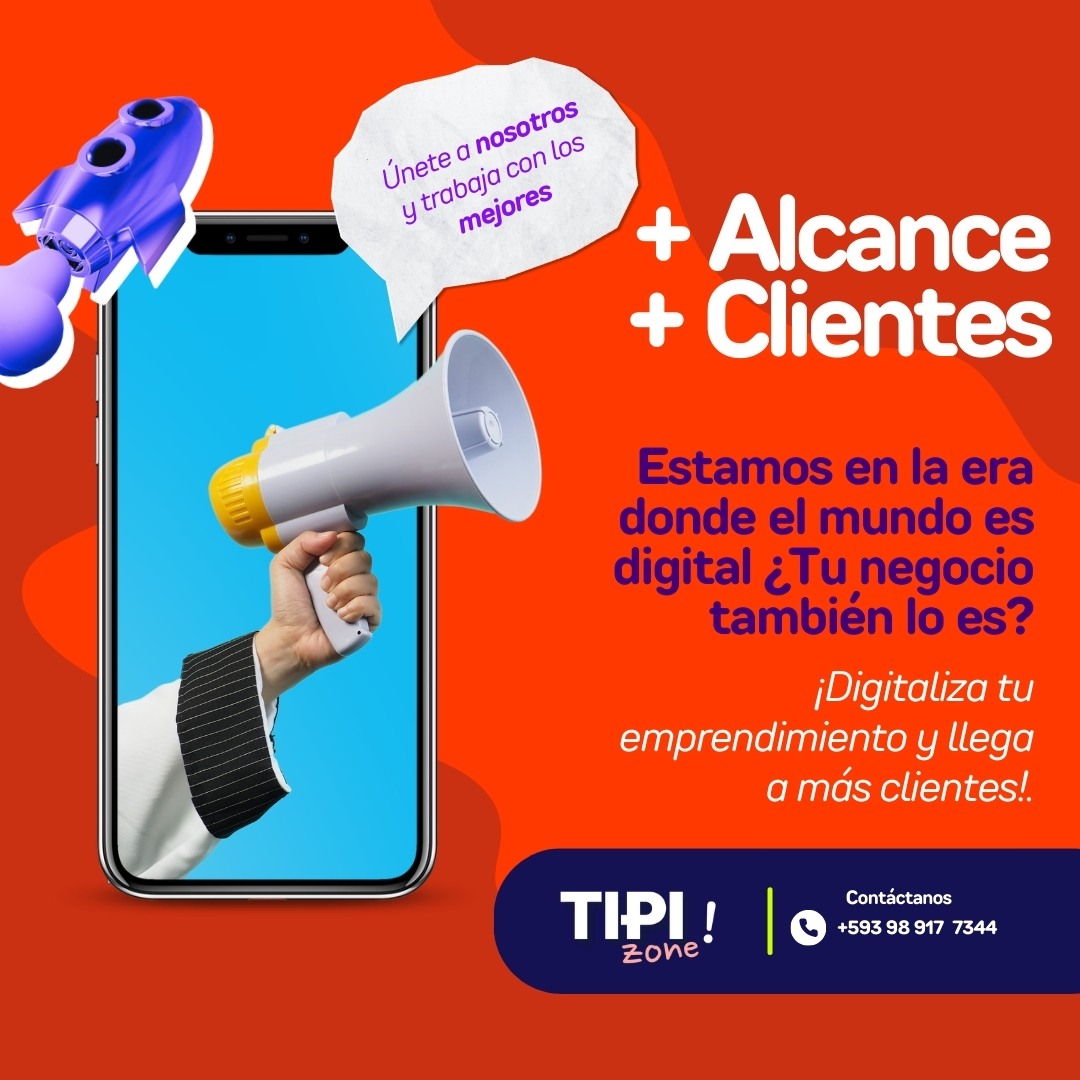 Únete a nosotros
y trabaja con los
mejores
+ Alcance
+ Clientes
Estamos en la era
donde el mundo es
digital ¿Tu negocio
también lo es?
¡Digitaliza tu
emprendimiento y llega
a más clientes!.
TIPI!
zone
Contáctanos
+593 98 917 7344